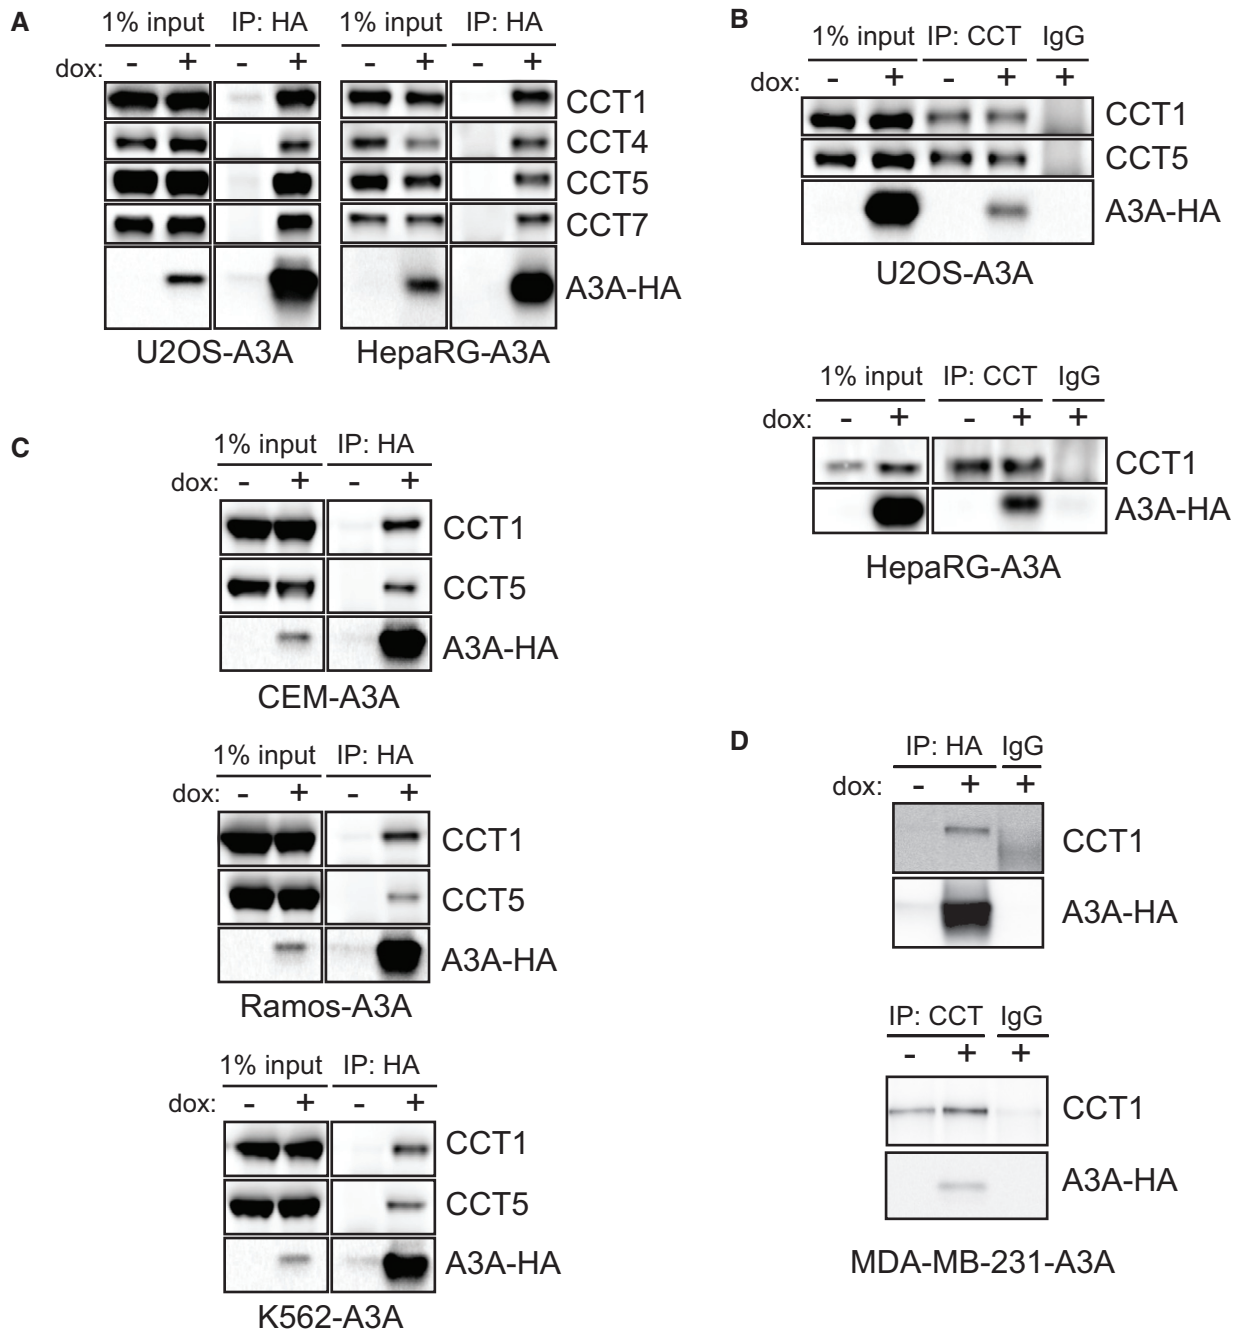 A
1% input IP: HA 1% input IP: HA
dox: - + - + - + - +
CCT1
CCT4
CCT5
CCT7
A3A-HA
U2OS-A3A HepaRG-A3A
B
1% input IP: CCT IgG
dox: - + - + +
CCT1
CCT5
A3A-HA
U2OS-A3A
1% input IP: CCT IgG
dox: - + - + +
CCT1
A3A-HA
HepaRG-A3A
C
1% input IP: HA
dox: - + - +
CCT1
CCT5
A3A-HA
CEM-A3A
1% input IP: HA
dox: - + - +
CCT1
CCT5
A3A-HA
Ramos-A3A
1% input IP: HA
dox: - + - +
CCT1
CCT5
A3A-HA
K562-A3A
D
IP: HA IgG
dox: - + +
CCT1
A3A-HA
IP: CCT IgG
- + +
CCT1
A3A-HA
MDA-MB-231-A3A